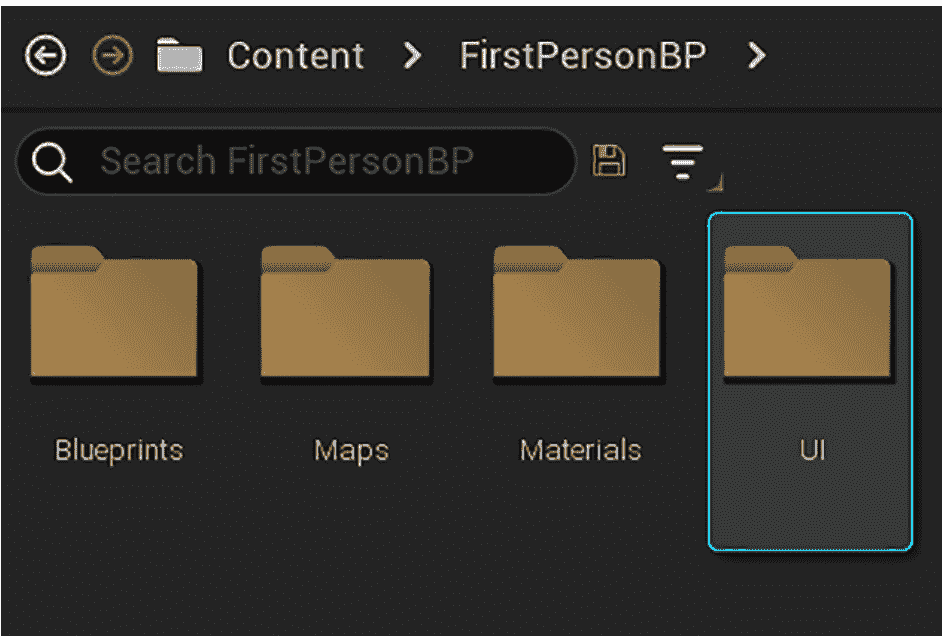 Content > FirstPersonBP >
Search FirstPersonBP
Blueprints Maps Materials UI